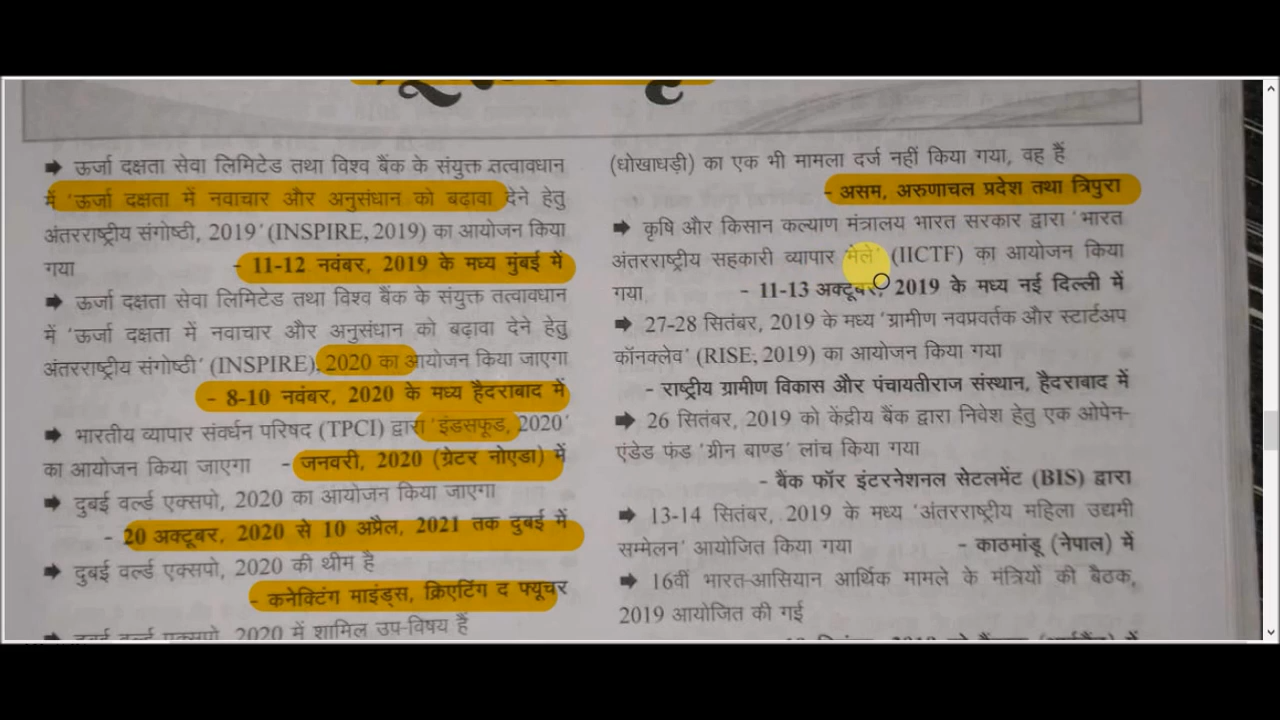 ➡ ऊर्जा दक्षता सेवा लिमिटेड तथा विश्व बैंक के संयुक्त तत्वावधान
में 'ऊर्जा दक्षता में नवाचार और अनुसंधान को बढ़ावा देने हेतु
अंतरराष्ट्रीय संगोष्ठी, 2019' (INSPIRE, 2019) का आयोजन किया
गया - 11-12 नवंबर, 2019 के मध्य मुंबई में
➡ ऊर्जा दक्षता सेवा लिमिटेड तथा विश्व बैंक के संयुक्त तत्वावधान
में 'ऊर्जा दक्षता में नवाचार और अनुसंधान को बढ़ावा देने हेतु
अंतरराष्ट्रीय संगोष्ठी' (INSPIRE), 2020 का आयोजन किया जाएगा
- 8-10 नवंबर, 2020 के मध्य हैदराबाद में
➡ भारतीय व्यापार संवर्धन परिषद (TPCI) द्वारा 'इंडसफूड, 2020'
का आयोजन किया जाएगा - जनवरी, 2020 (ग्रेटर नोएडा) में
➡ दुबई वर्ल्ड एक्सपो, 2020 का आयोजन किया जाएगा
- 20 अक्टूबर, 2020 से 10 अप्रैल, 2021 तक दुबई में
➡ दुबई वर्ल्ड एक्सपो, 2020 की थीम है
- कनेक्टिंग माइंड्स, क्रिएटिंग द फ्यूचर
➡ दुबई वर्ल्ड एक्सपो, 2020 में शामिल उप-विषय हैं
(धोखाधड़ी) का एक भी मामला दर्ज नहीं किया गया, वह हैं
- असम, अरुणाचल प्रदेश तथा त्रिपुरा
➡ कृषि और किसान कल्याण मंत्रालय भारत सरकार द्वारा 'भारत
अंतरराष्ट्रीय सहकारी व्यापार मेले' (IICTF) का आयोजन किया
गया - 11-13 अक्टूबर, 2019 के मध्य नई दिल्ली में
➡ 27-28 सितंबर, 2019 के मध्य 'ग्रामीण नवप्रवर्तक और स्टार्टअप
कॉनक्लेव' (RISE, 2019) का आयोजन किया गया
- राष्ट्रीय ग्रामीण विकास और पंचायतीराज संस्थान, हैदराबाद में
➡ 26 सितंबर, 2019 को केंद्रीय बैंक द्वारा निवेश हेतु एक ओपेन-
एंडेड फंड 'ग्रीन बाण्ड' लांच किया गया
- बैंक फॉर इंटरनेशनल सेटलमेंट (BIS) द्वारा
➡ 13-14 सितंबर, 2019 के मध्य 'अंतरराष्ट्रीय महिला उद्यमी
सम्मेलन' आयोजित किया गया - काठमांडू (नेपाल) में
➡ 16वीं भारत-आसियान आर्थिक मामले के मंत्रियों की बैठक,
2019 आयोजित की गई